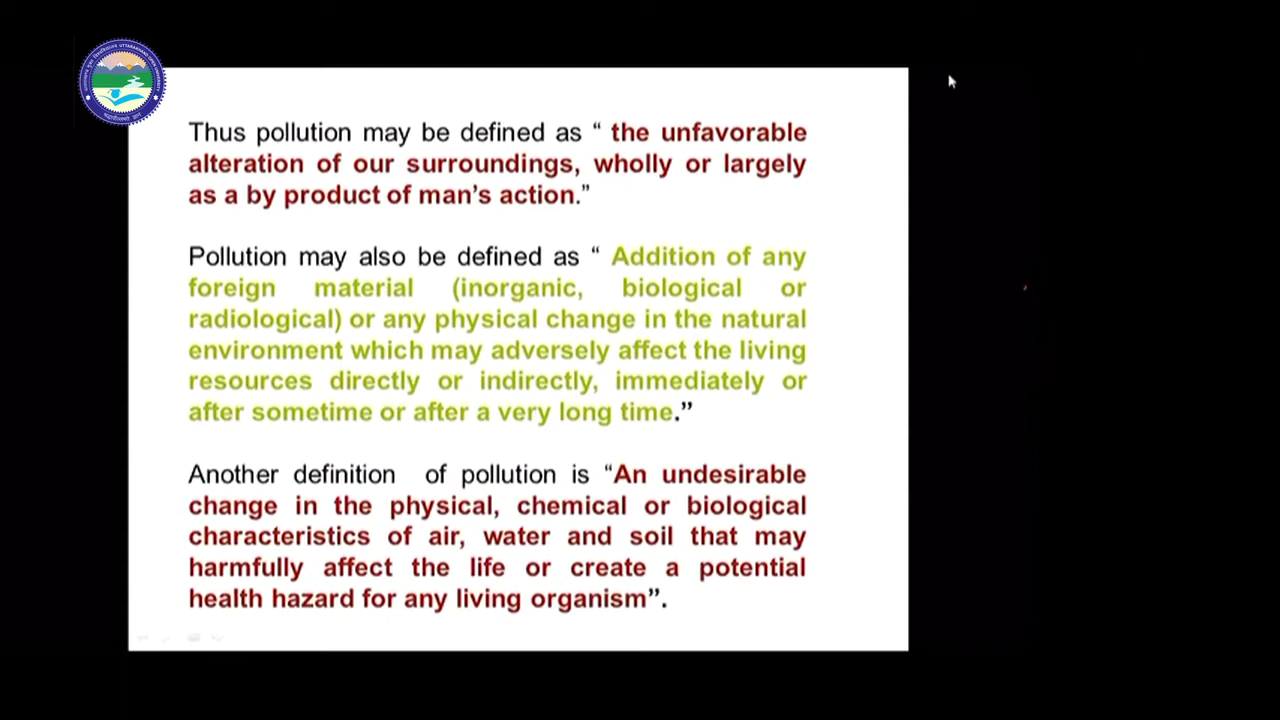 Thus pollution may be defined as “ the unfavorable
alteration of our surroundings, wholly or largely
as a by product of man’s action.”
Pollution may also be defined as “ Addition of any
foreign material (inorganic, biological or
radiological) or any physical change in the natural
environment which may adversely affect the living
resources directly or indirectly, immediately or
after sometime or after a very long time.”
Another definition of pollution is “An undesirable
change in the physical, chemical or biological
characteristics of air, water and soil that may
harmfully affect the life or create a potential
health hazard for any living organism”.